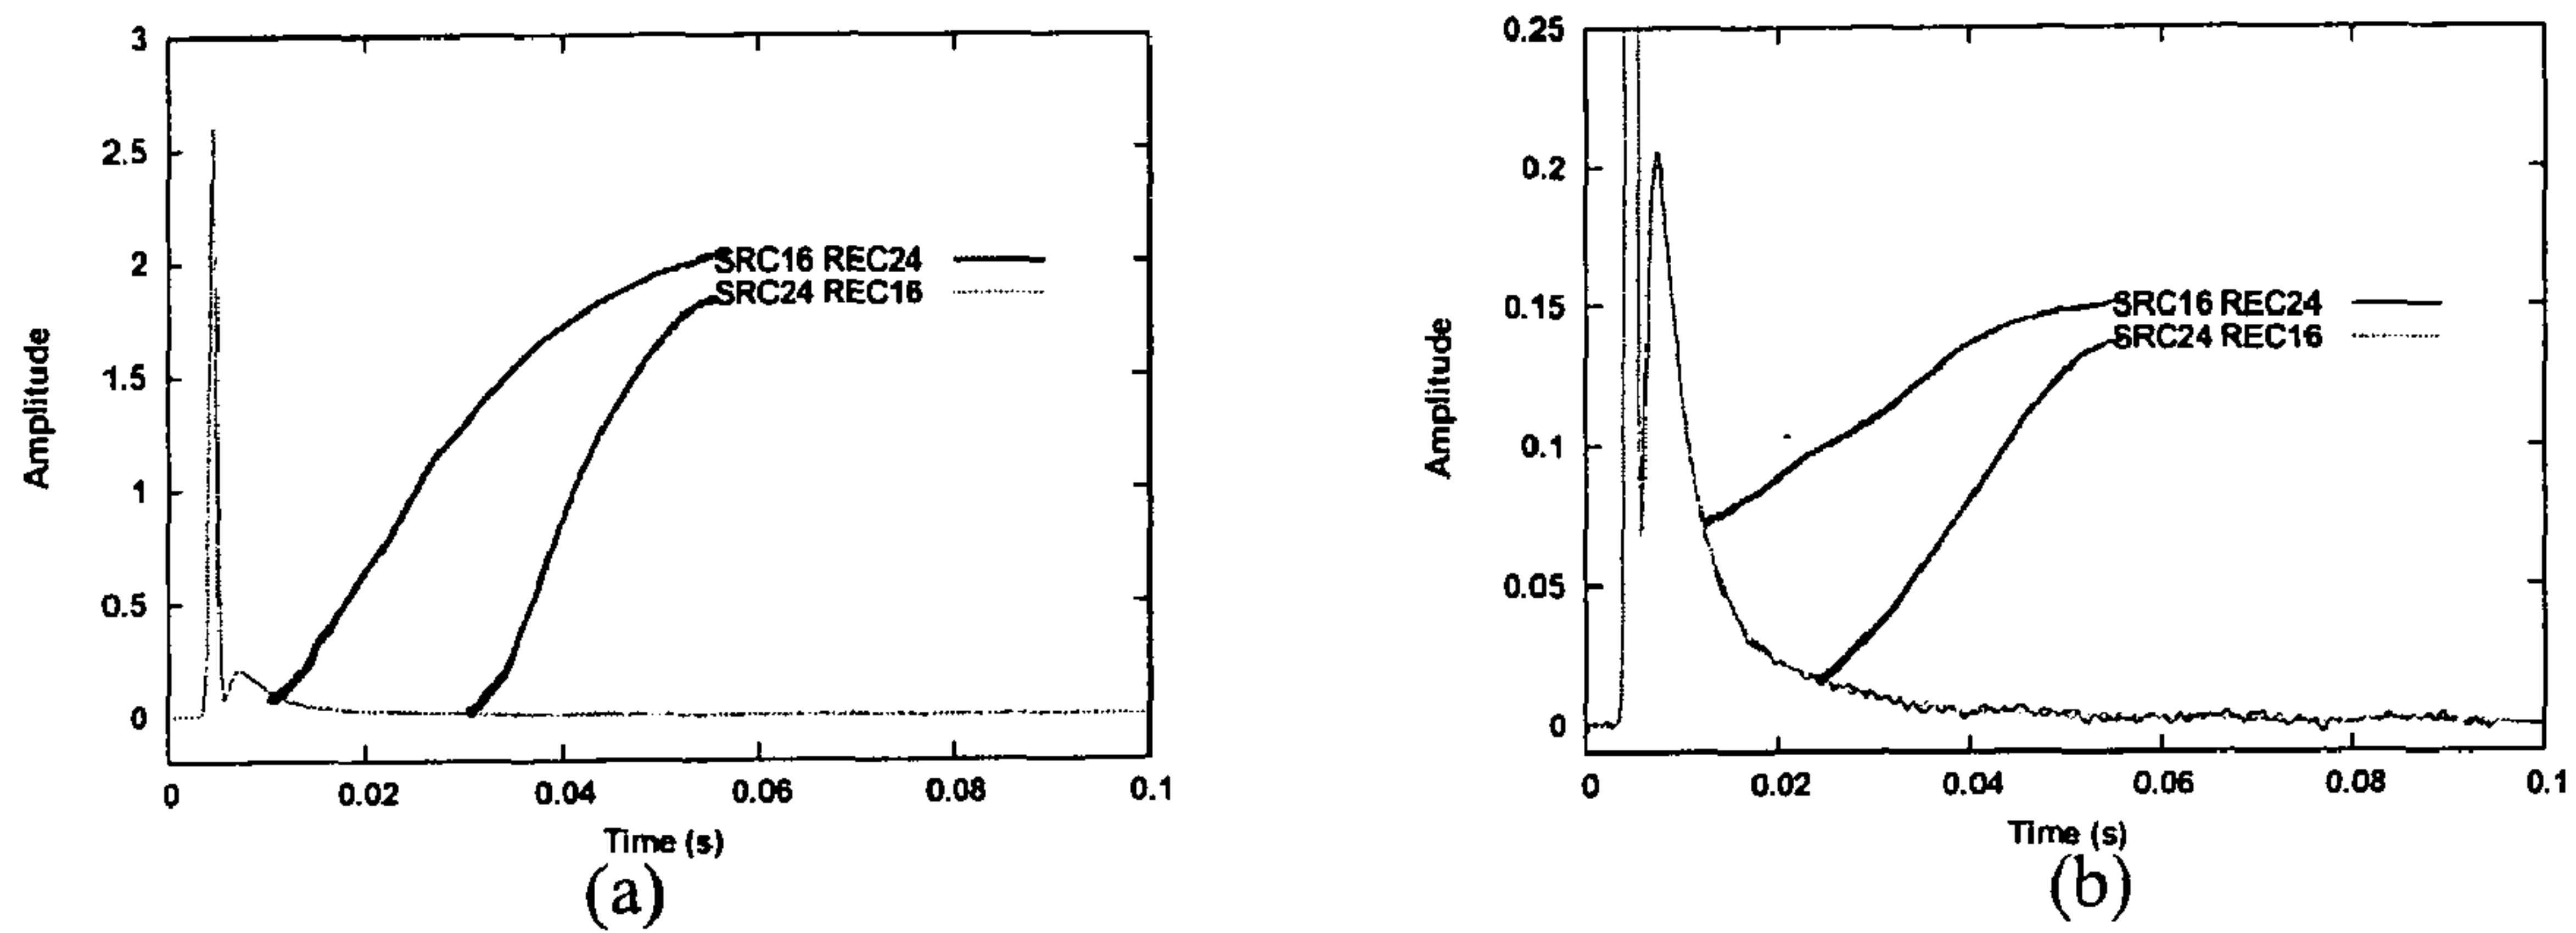 3
2.5
2
1.5
1
0.5
0
Amplitude
SRC16 REC24
SRC24 REC16
0 0.02 0.04 0.06 0.08 0.1
Time (s)
(a)
0.25
0.2
0.15
0.1
0.05
0
Amplitude
SRC16 REC24
SRC24 REC16
0 0.02 0.04 0.06 0.08 0.1
Time (s)
(b)